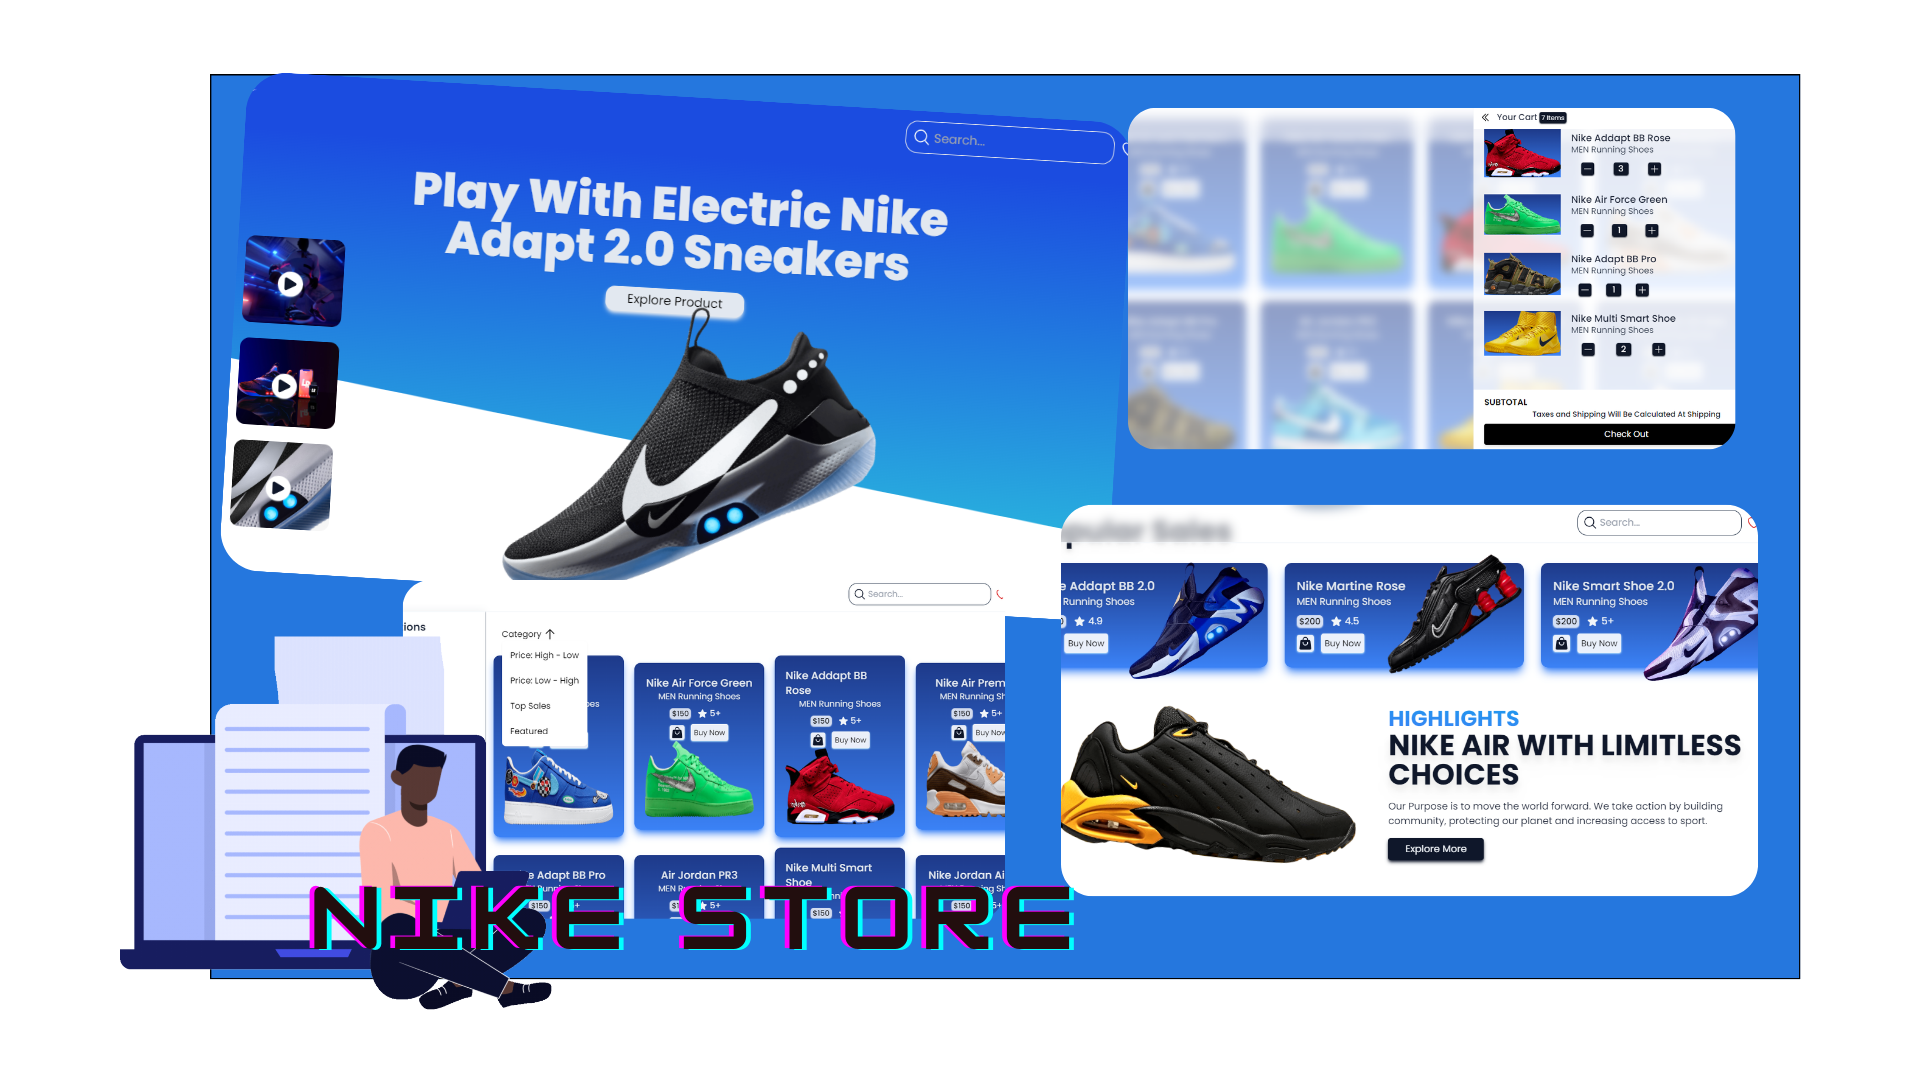 Search...
Play With Electric Nike
Adapt 2.0 Sneakers
Explore Product
Your Cart 7 Items
Nike Addapt BB Rose
MEN Running Shoes
3
Nike Air Force Green
MEN Running Shoes
1
Nike Adapt BB Pro
MEN Running Shoes
1
Nike Multi Smart Shoe
MEN Running Shoes
2
SUBTOTAL
Taxes and Shipping Will Be Calculated At Shipping
Check Out
pular Sales
Search...
e Addapt BB 2.0
Running Shoes
4.9
Buy Now
Nike Martine Rose
MEN Running Shoes
$200 4.5
Buy Now
Nike Smart Shoe 2.0
MEN Running Shoes
$200 5+
Buy Now
HIGHLIGHTS
NIKE AIR WITH LIMITLESS
CHOICES
Our Purpose is to move the world forward. We take action by building
community, protecting our planet and increasing access to sport.
Explore More
Search...
ions
Category
Price: High - Low
Price: Low - High
Top Sales
Featured
oes
Nike Air Force Green
MEN Running Shoes
$150 5+
Buy Now
Nike Addapt BB
Rose
MEN Running Shoes
$150 5+
Buy Now
Nike Air Prem
MEN Running Sh
$150 5+
Buy Now
e Adapt BB Pro
$150
Air Jordan PR3
5+
Nike Multi Smart
Shoe
$150
Nike Jordan Ai
$150
NIKE STORE